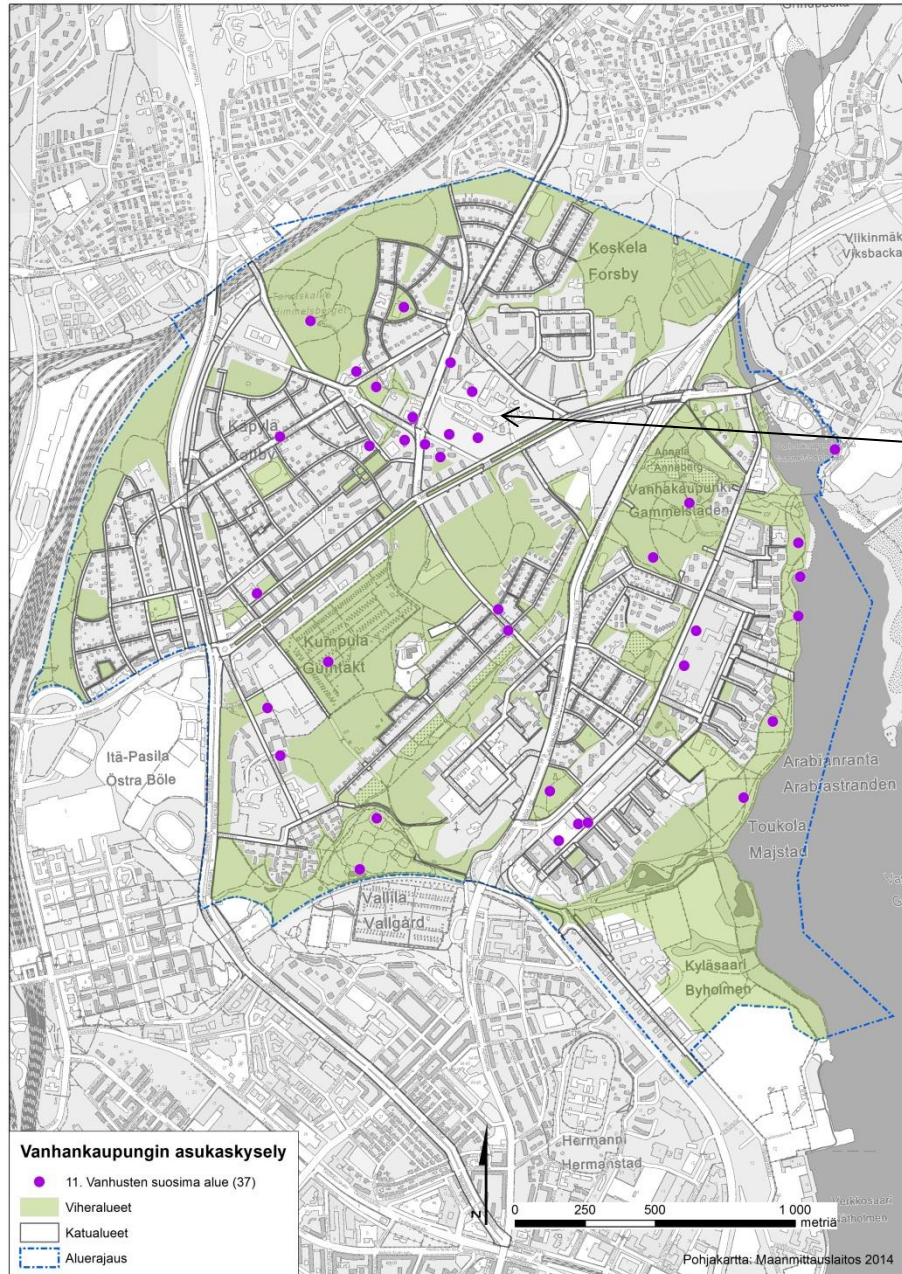 Viikinmäk
Viksbacka
Koskela
Forsby
Käpylä
Kottby
Annala
Anneberg
Vanhakaupunki
Gammelstaden
Kumpula
Gumtäkt
Itä-Pasila
Östra Böle
Arabianranta
Arabiastranden
Toukola
Majstad
Vallila
Vallgård
Kyläsaari
Byholmen
Hermanni
Hermanstad
Vanhankaupungin asukaskysely
11. Vanhusten suosima alue (37)
Viheralueet
Katualueet
Aluerajaus
N
0 250 500 1 000
metriä
Pohjakartta: Maanmittauslaitos 2014